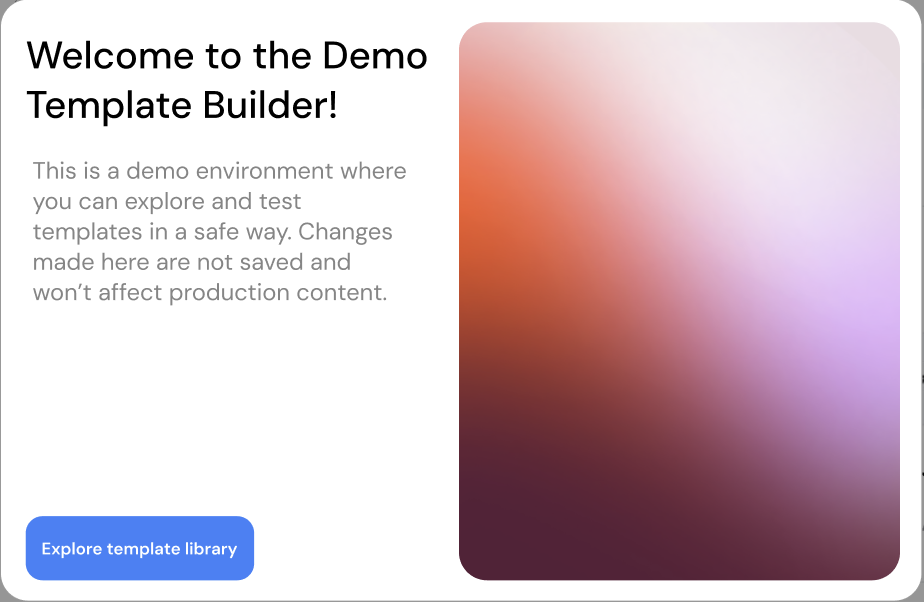 Welcome to the Demo
Template Builder!
This is a demo environment where
you can explore and test
templates in a safe way. Changes
made here are not saved and
won’t affect production content.
Explore template library